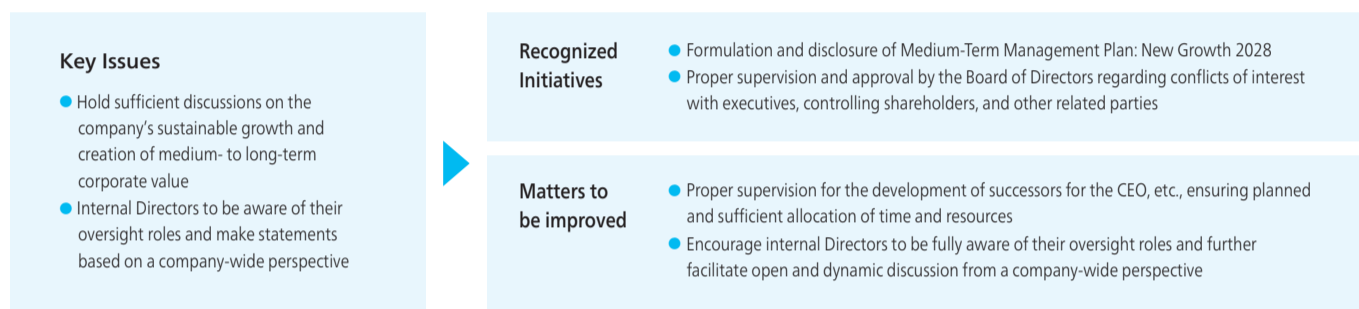 Key Issues
● Hold sufficient discussions on the
company's sustainable growth and
creation of medium- to long-term
corporate value
● Internal Directors to be aware of their
oversight roles and make statements
based on a company-wide perspective
Recognized
Initiatives
● Formulation and disclosure of Medium-Term Management Plan: New Growth 2028
● Proper supervision and approval by the Board of Directors regarding conflicts of interest
with executives, controlling shareholders, and other related parties
Matters to
be improved
● Proper supervision for the development of successors for the CEO, etc., ensuring planned
and sufficient allocation of time and resources
● Encourage internal Directors to be fully aware of their oversight roles and further
facilitate open and dynamic discussion from a company-wide perspective